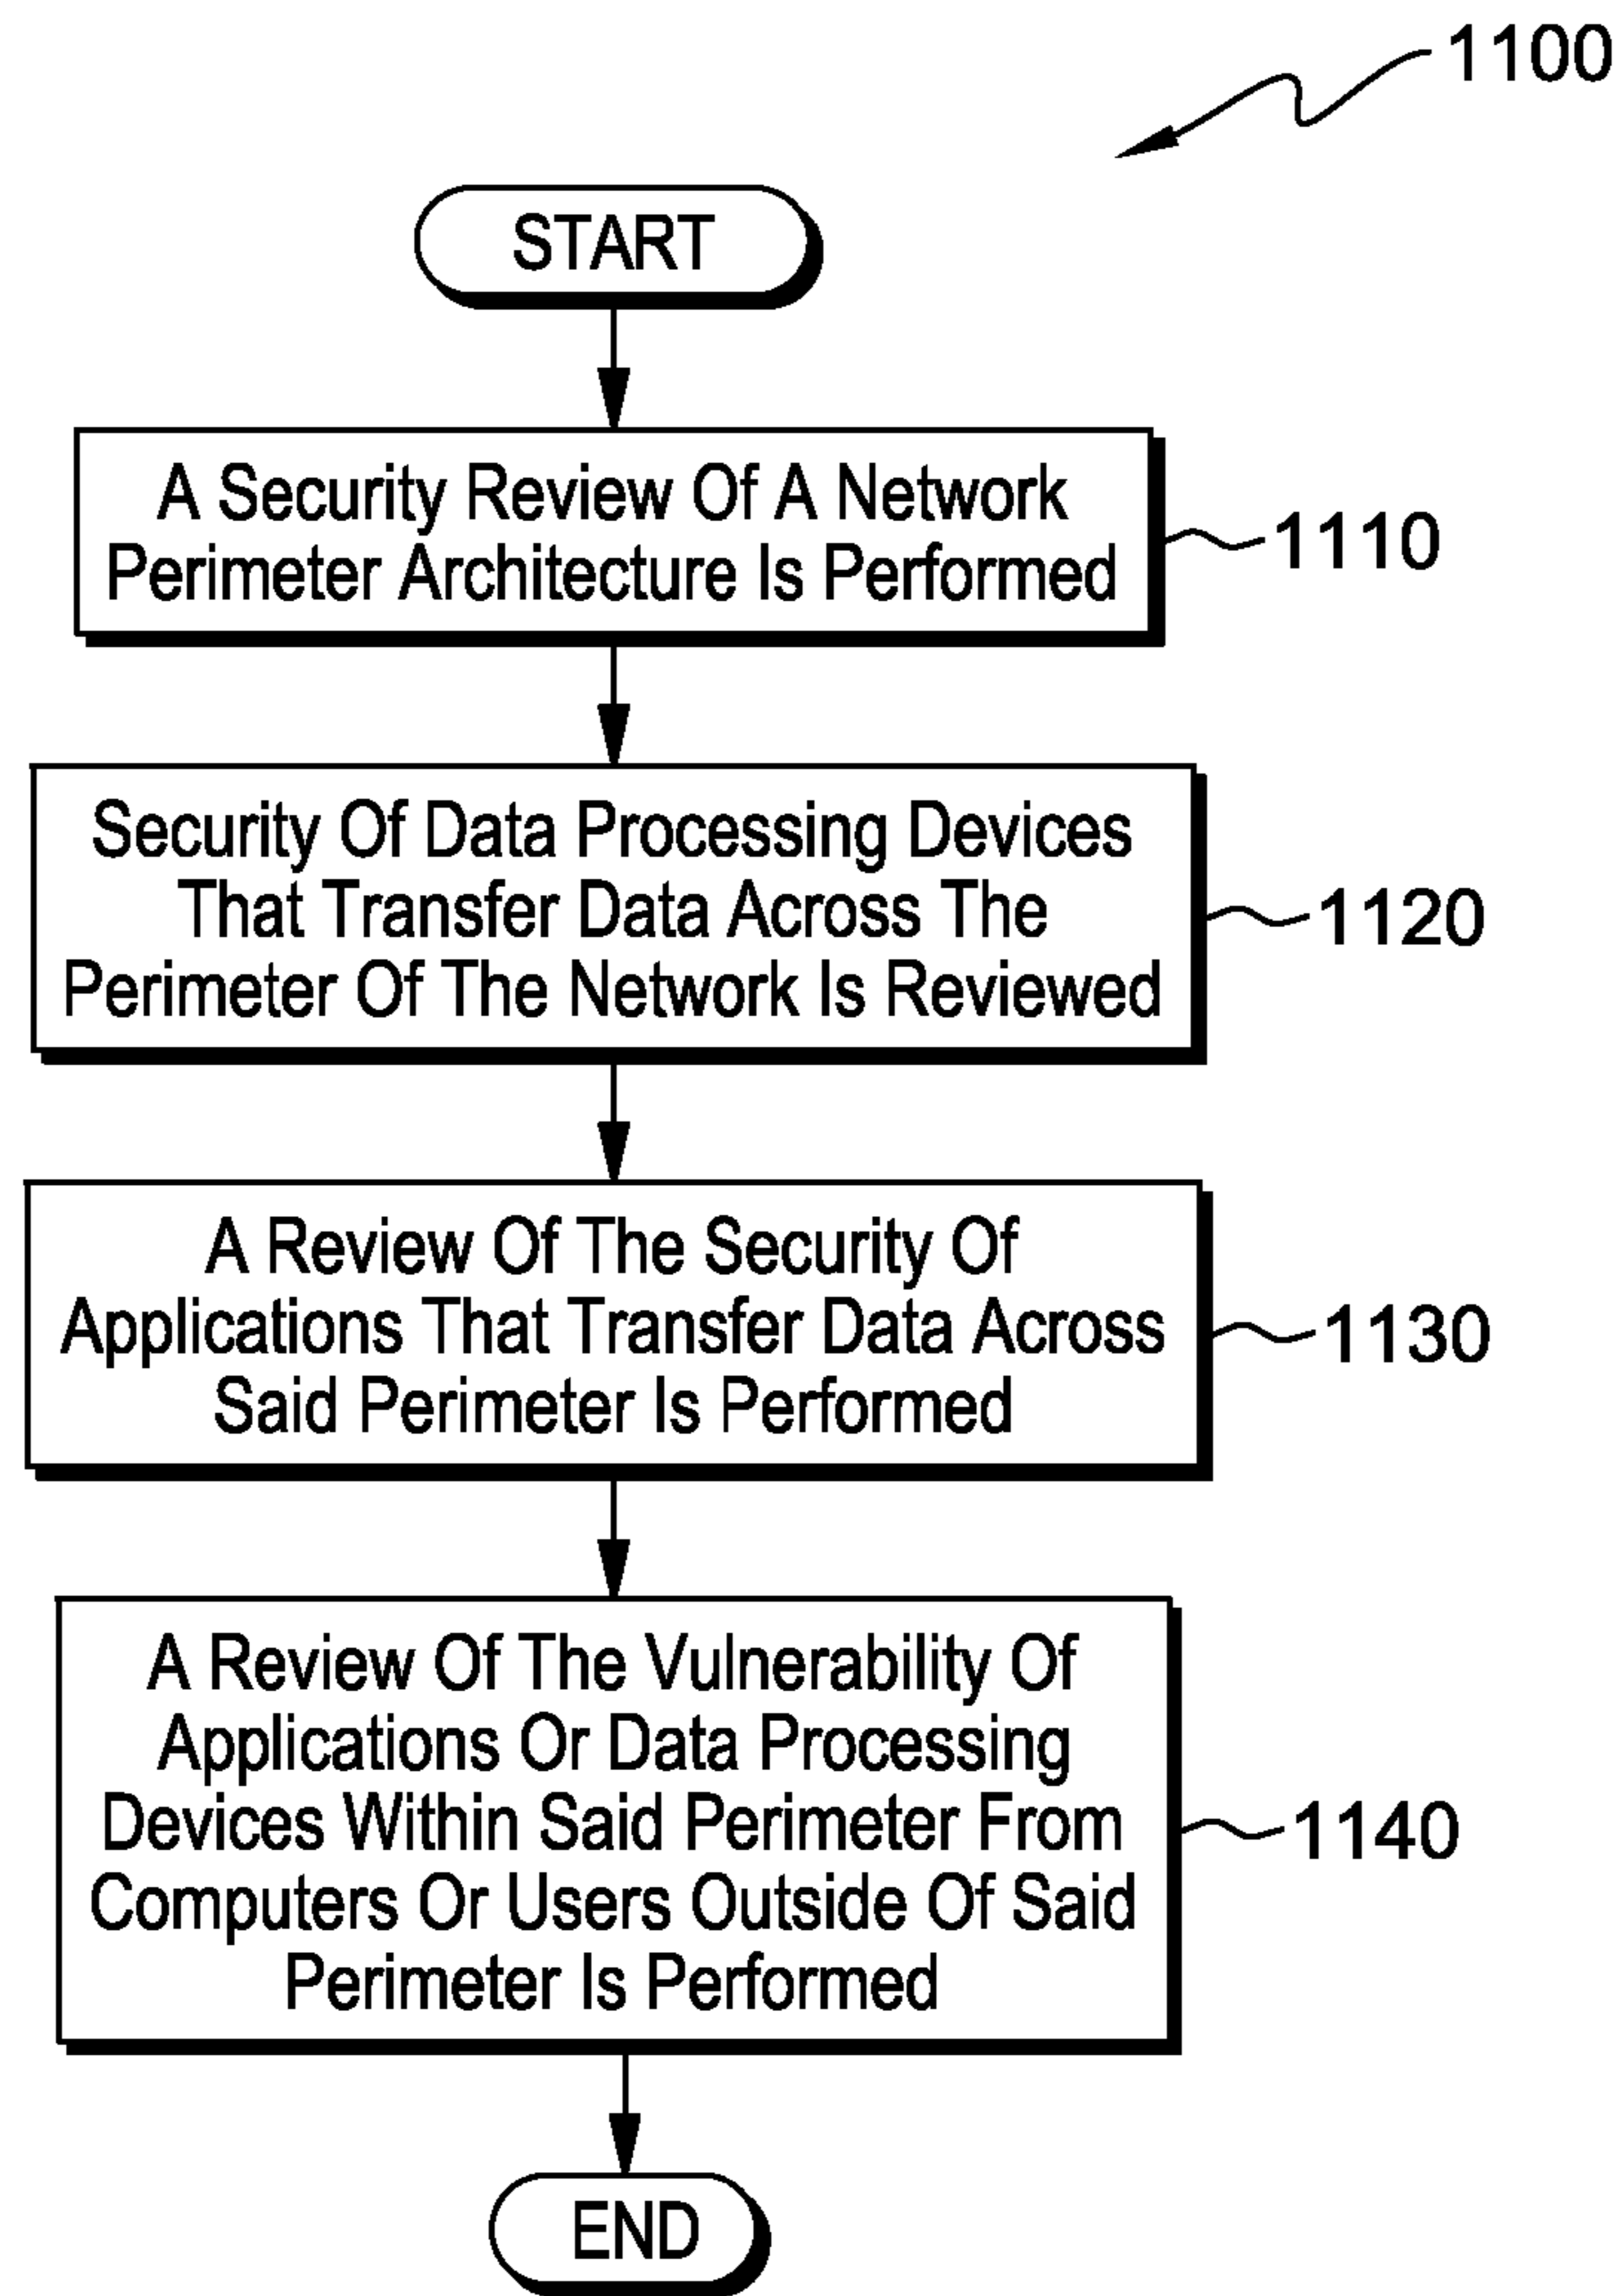 1100
START
A Security Review Of A Network
Perimeter Architecture Is Performed
1110
Security Of Data Processing Devices
That Transfer Data Across The
Perimeter Of The Network Is Reviewed
1120
A Review Of The Security Of
Applications That Transfer Data Across
Said Perimeter Is Performed
1130
A Review Of The Vulnerability Of
Applications Or Data Processing
Devices Within Said Perimeter From
Computers Or Users Outside Of Said
Perimeter Is Performed
1140
END